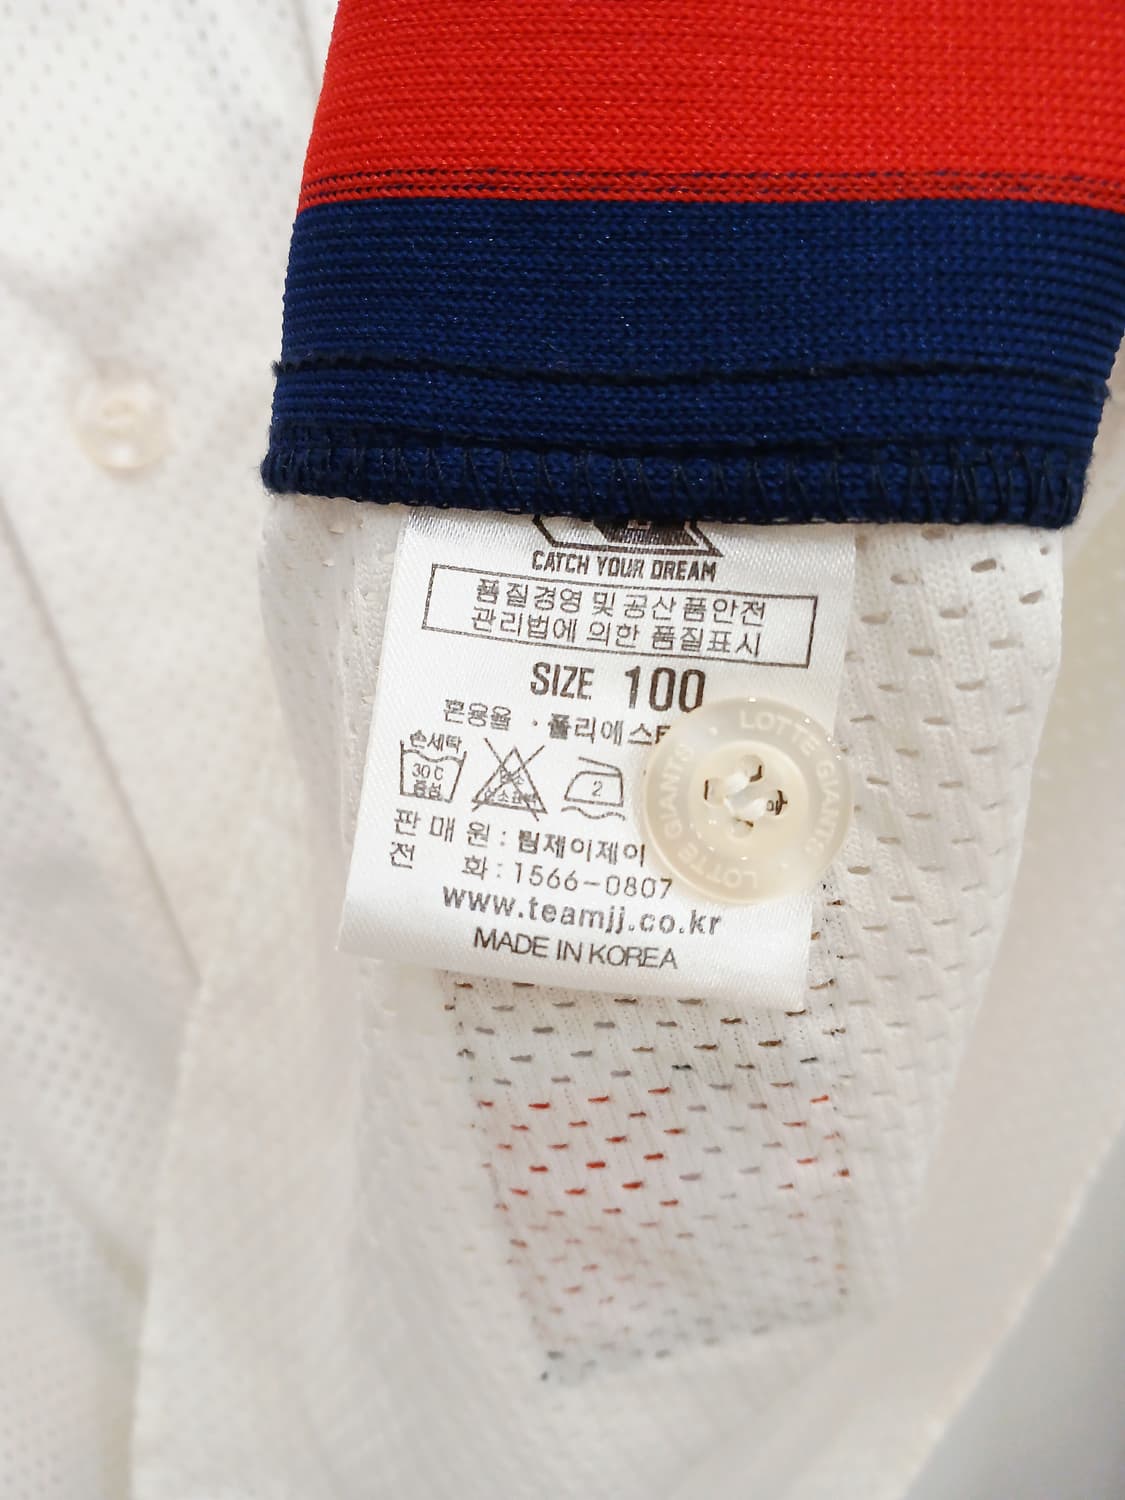 CATCH YOUR DREAM
품질경영 및 공산품안전
관리법에 의한 품질표시
SIZE 100
혼용율 · 폴리에스터
손세탁
30 C
중성
2
판 매 원 : 팀제이제이
전 화 : 1566-0807
www.teamjj.co.kr
MADE IN KOREA
LOTTE GIANTS
LOTTE GIANTS